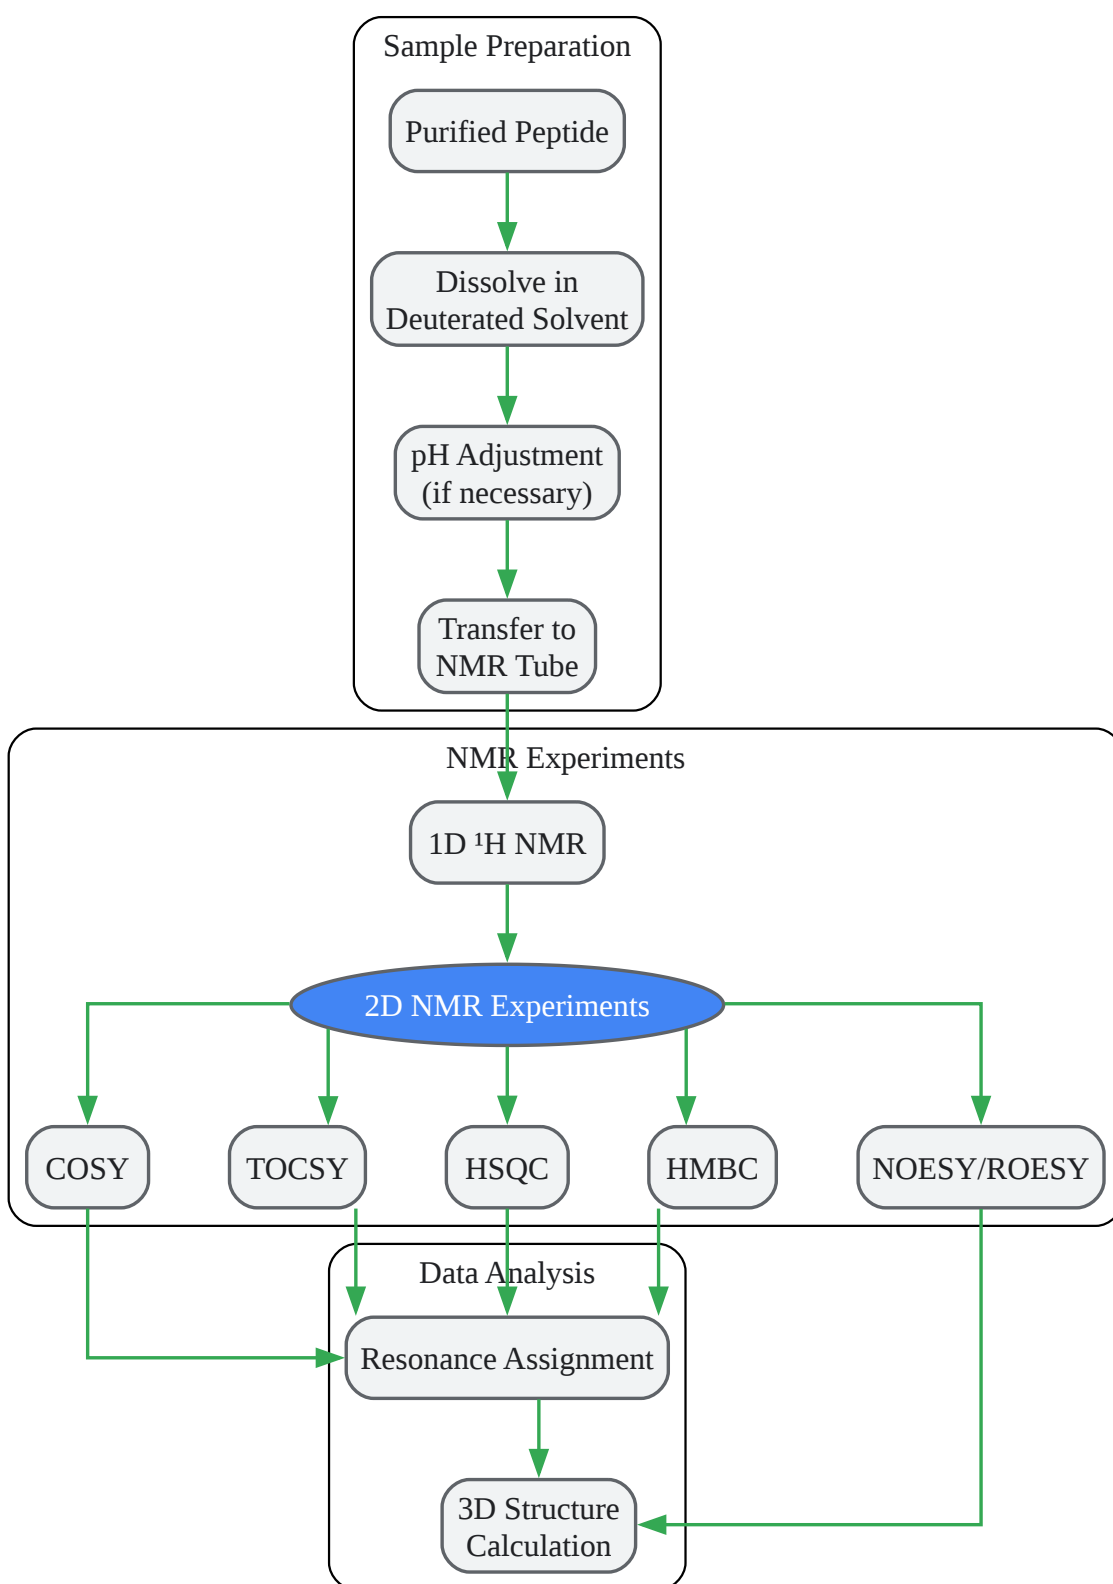 Sample Preparation
Purified Peptide
Dissolve in
Deuterated Solvent
pH Adjustment
(if necessary)
Transfer to
NMR Tube
NMR Experiments
1D ¹H NMR
2D NMR Experiments
COSY
TOCSY
HSQC
HMBC
NOESY/ROESY
Data Analysis
Resonance Assignment
3D Structure
Calculation